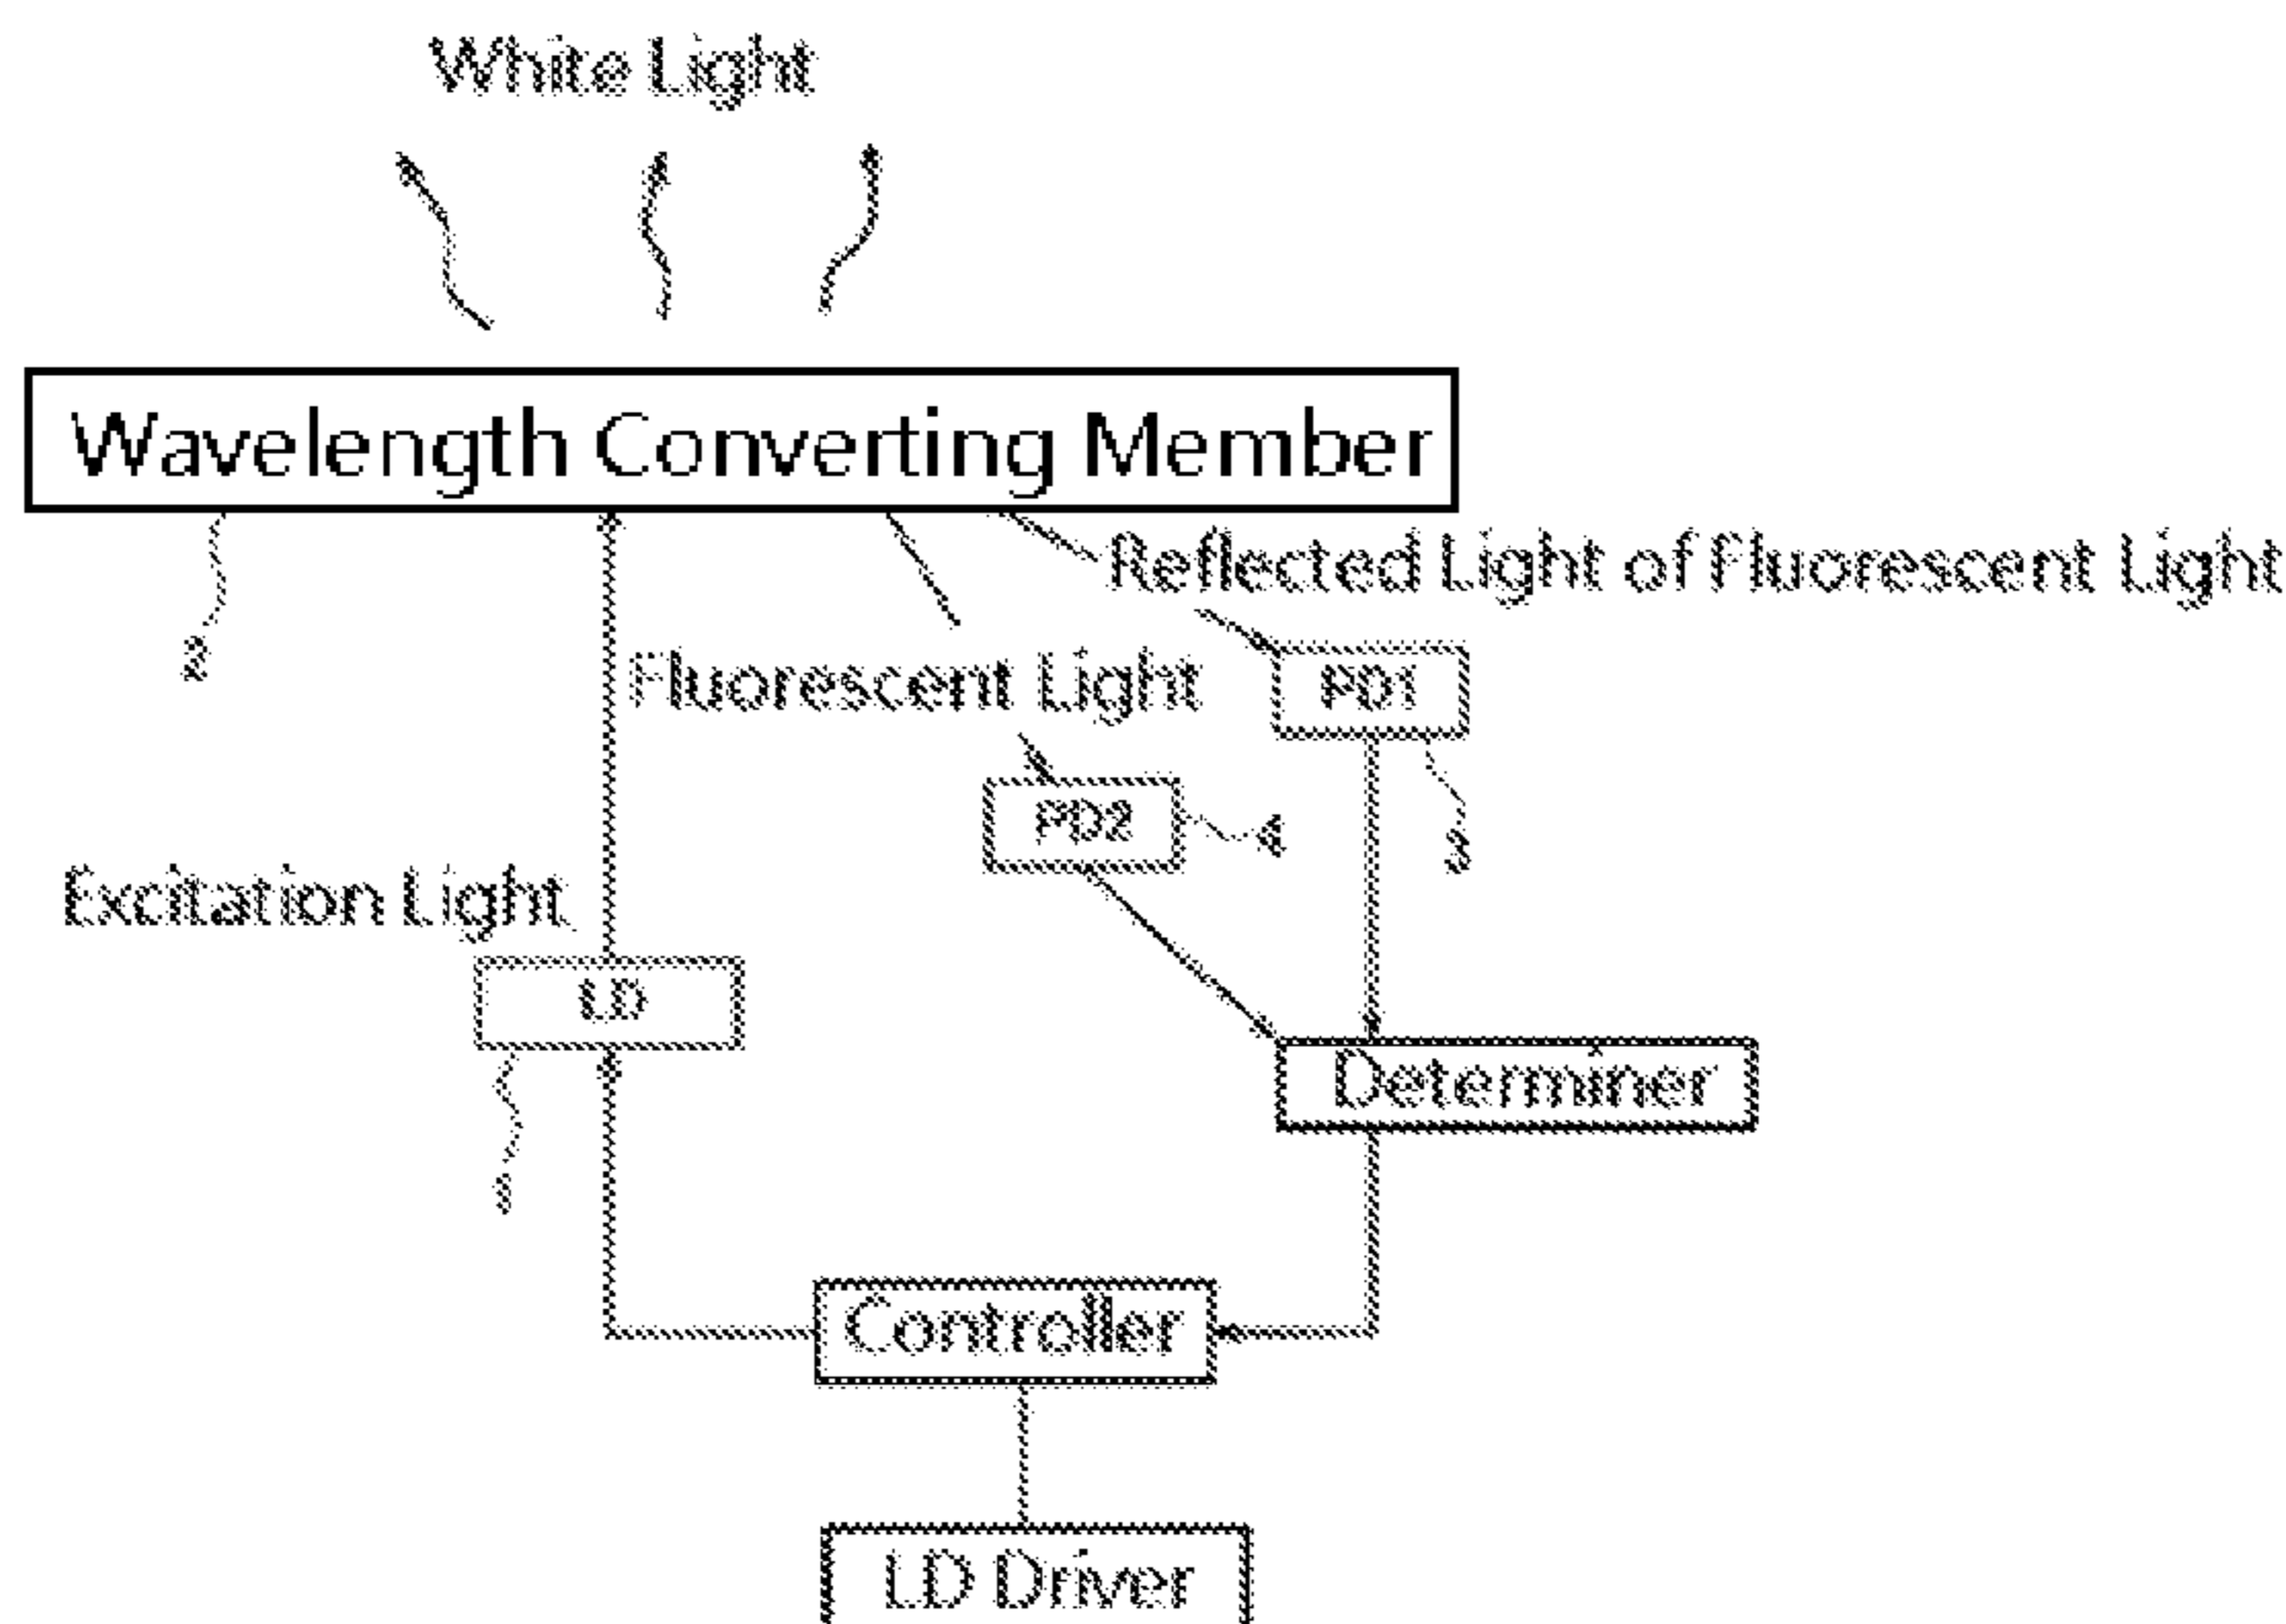 White Light
Wavelength Converting Member
Reflected Light of Fluorescent Light
2
Fluorescent Light
PD1
PD2
4
3
Excitation Light
LD
Determiner
1
Controller
LD Driver